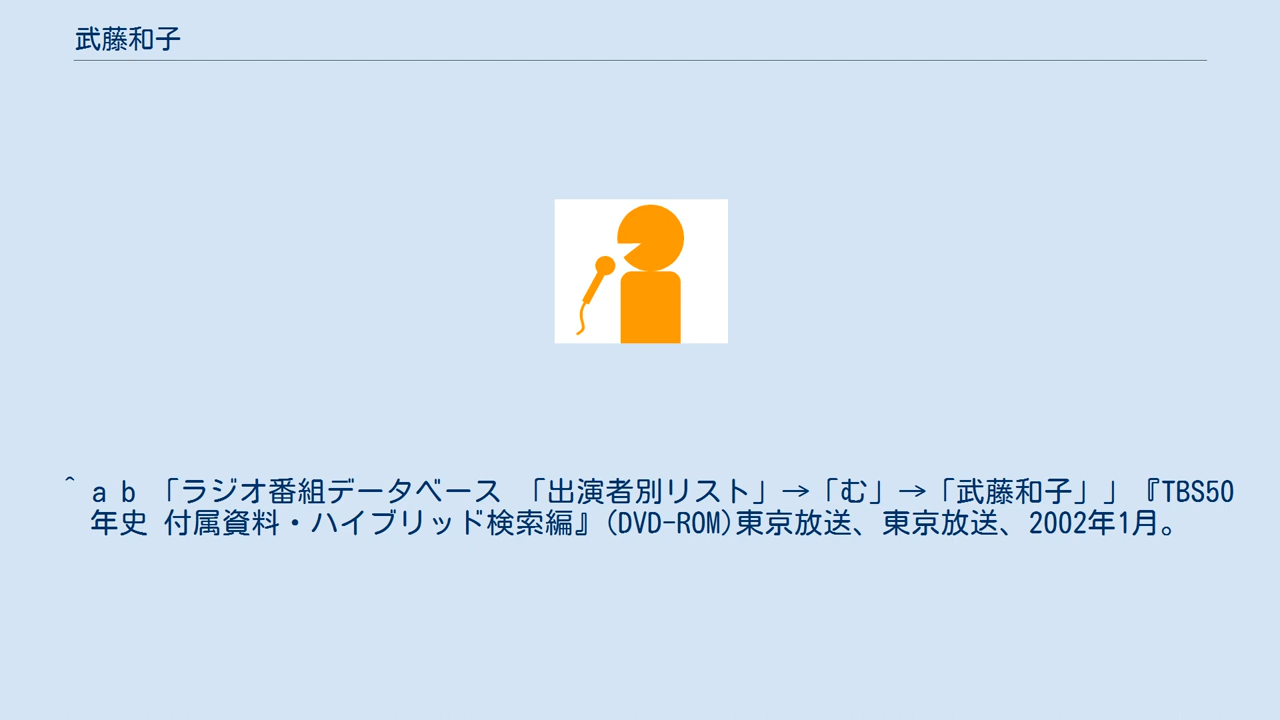 武藤和子
^ a b 「ラジオ番組データベース 「出演者別リスト」→「む」→「武藤和子」」『TBS50
年史 付属資料・ハイブリッド検索編』(DVD-ROM)東京放送、東京放送、2002年1月。